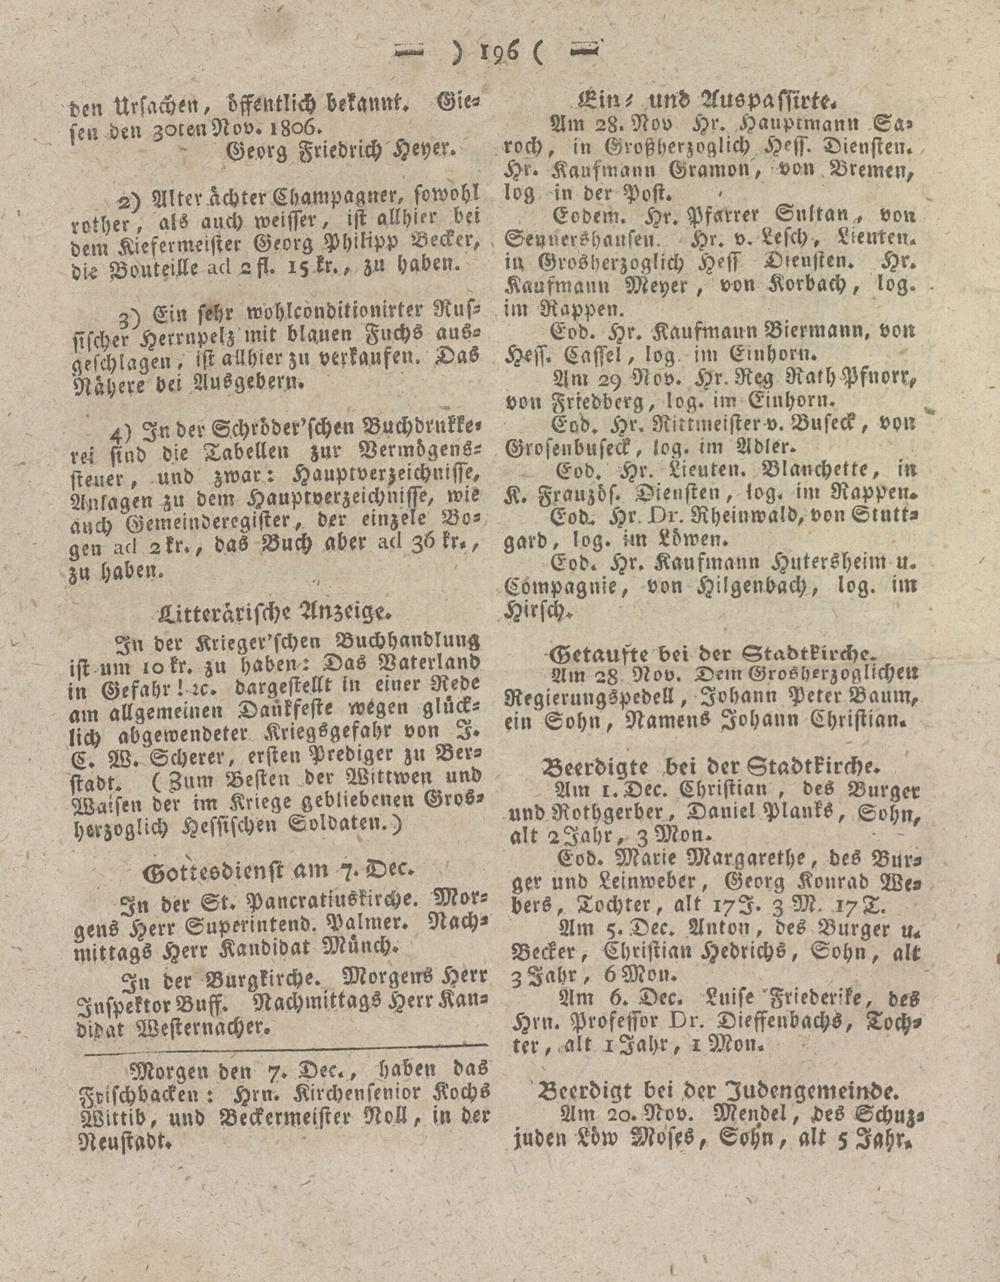 ) 196 (
den Ursachen, öffentlich bekannt. Gie-
sen den 30ten Nov. 1806.
Georg Friedrich Heyer.
2) Alter ächter Champagner, sowohl
rother, als auch weisser, ist allhier bei
dem Kiefermeister Georg Philipp Becker,
die Bouteille ad 2 fl. 15 kr., zu haben.
3) Ein sehr wohlconditionirter Rus-
sischer Herrnpelz mit blauen Fuchs aus-
geschlagen, ist allhier zu verkaufen. Das
Nähere bei Ausgebern.
4) In der Schröder'schen Buchdrukke-
rei sind die Tabellen zur Vermögens-
steuer, und zwar: Hauptverzeichnisse,
Anlagen zu dem Hauptverzeichnisse, wie
auch Gemeinderegister, der einzele Bo-
gen ad 2 kr., das Buch aber ad 36 kr.,
zu haben.
Litterärische Anzeige.
In der Krieger'schen Buchhandlung
ist um 10 kr. zu haben: Das Vaterland
in Gefahr! ꝛc. dargestellt in einer Rede
am allgemeinen Dankfeste wegen glück-
lich abgewendeter Kriegsgefahr von J.
C. W. Scherer, ersten Prediger zu Ber-
stadt. (Zum Besten der Wittwen und
Waisen der im Kriege gebliebenen Gros-
herzoglich Hessischen Soldaten.)
Gottesdienst am 7. Dec.
In der St. Pancratiuskirche. Mor-
gens Herr Superintend. Palmer. Nach-
mittags Herr Kandidat Münch.
In der Burgkirche. Morgens Herr
Inspektor Buff. Nachmittags Herr Kan-
didat Westernacher.
Morgen den 7. Dec., haben das
Frischbacken: Hrn. Kirchensenior Kochs
Wittib, und Beckermeister Noll, in der
Neustadt.
Ein- und Auspassirte.
Am 28. Nov Hr. Hauptmann Sa-
roch, in Großherzoglich Hess. Diensten.
Hr. Kaufmann Gramon, von Bremen,
log in der Post.
Eodem. Hr. Pfarrer Sultan, von
Seunershausen. Hr. v. Lesch, Lieuten.
in Grosherzoglich Hess Diensten. Hr.
Kaufmann Meyer, von Korbach, log.
im Rappen.
Eod. Hr. Kaufmann Biermann, von
Hess. Cassel, log. im Einhorn.
Am 29 Nov. Hr. Reg Rath Pfnorr,
von Friedberg, log. im Einhorn.
Eod. Hr. Rittmeister v. Buseck, von
Grosenbuseck, log. im Adler.
Eod. Hr. Lieuten. Blanchette, in
K. Französ. Diensten, log. im Rappen.
Eod. Hr. Dr. Rheinwald, von Stutt-
gard, log. im Löwen.
Eod. Hr. Kaufmann Hutersheim u.
Compagnie, von Hilgenbach, log. im
Hirsch.
Getaufte bei der Stadtkirche.
Am 28 Nov. Dem Grosherzoglichen
Regierungspedell, Johann Peter Baum,
ein Sohn, Namens Johann Christian.
Beerdigte bei der Stadtkirche.
Am 1. Dec. Christian, des Burger
und Rothgerber, Daniel Planks, Sohn,
alt 2 Jahr, 3 Mon.
Eod. Marie Margarethe, des Bur-
ger und Leinweber, Georg Konrad We-
bers, Tochter, alt 17 J. 3 M. 17 T.
Am 5. Dec. Anton, des Burger u.
Becker, Christian Hedrichs, Sohn, alt
3 Jahr, 6 Mon.
Am 6. Dec. Luise Friederike, des
Hrn. Professor Dr. Dieffenbachs, Toch-
ter, alt 1 Jahr, 1 Mon.
Beerdigt bei der Judengemeinde.
Am 20. Nov. Mendel, des Schuz-
juden Löw Moses, Sohn, alt 5 Jahr.